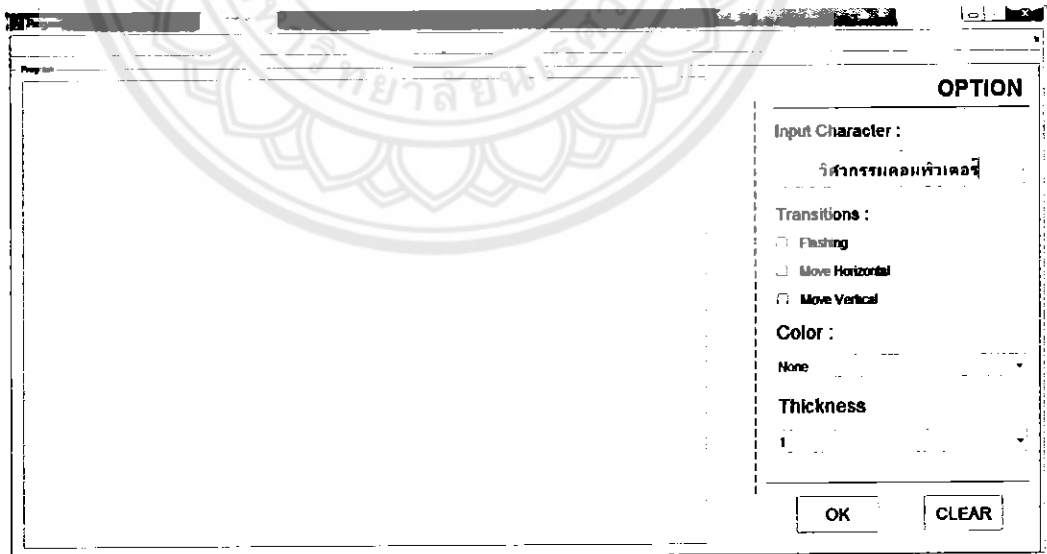 OPTION
Input Character :
วิศวกรรมคอมพิวเตอร์
Transitions :
Flashing
Move Horizontal
Move Vertical
Color :
None
Thickness
1
OK CLEAR